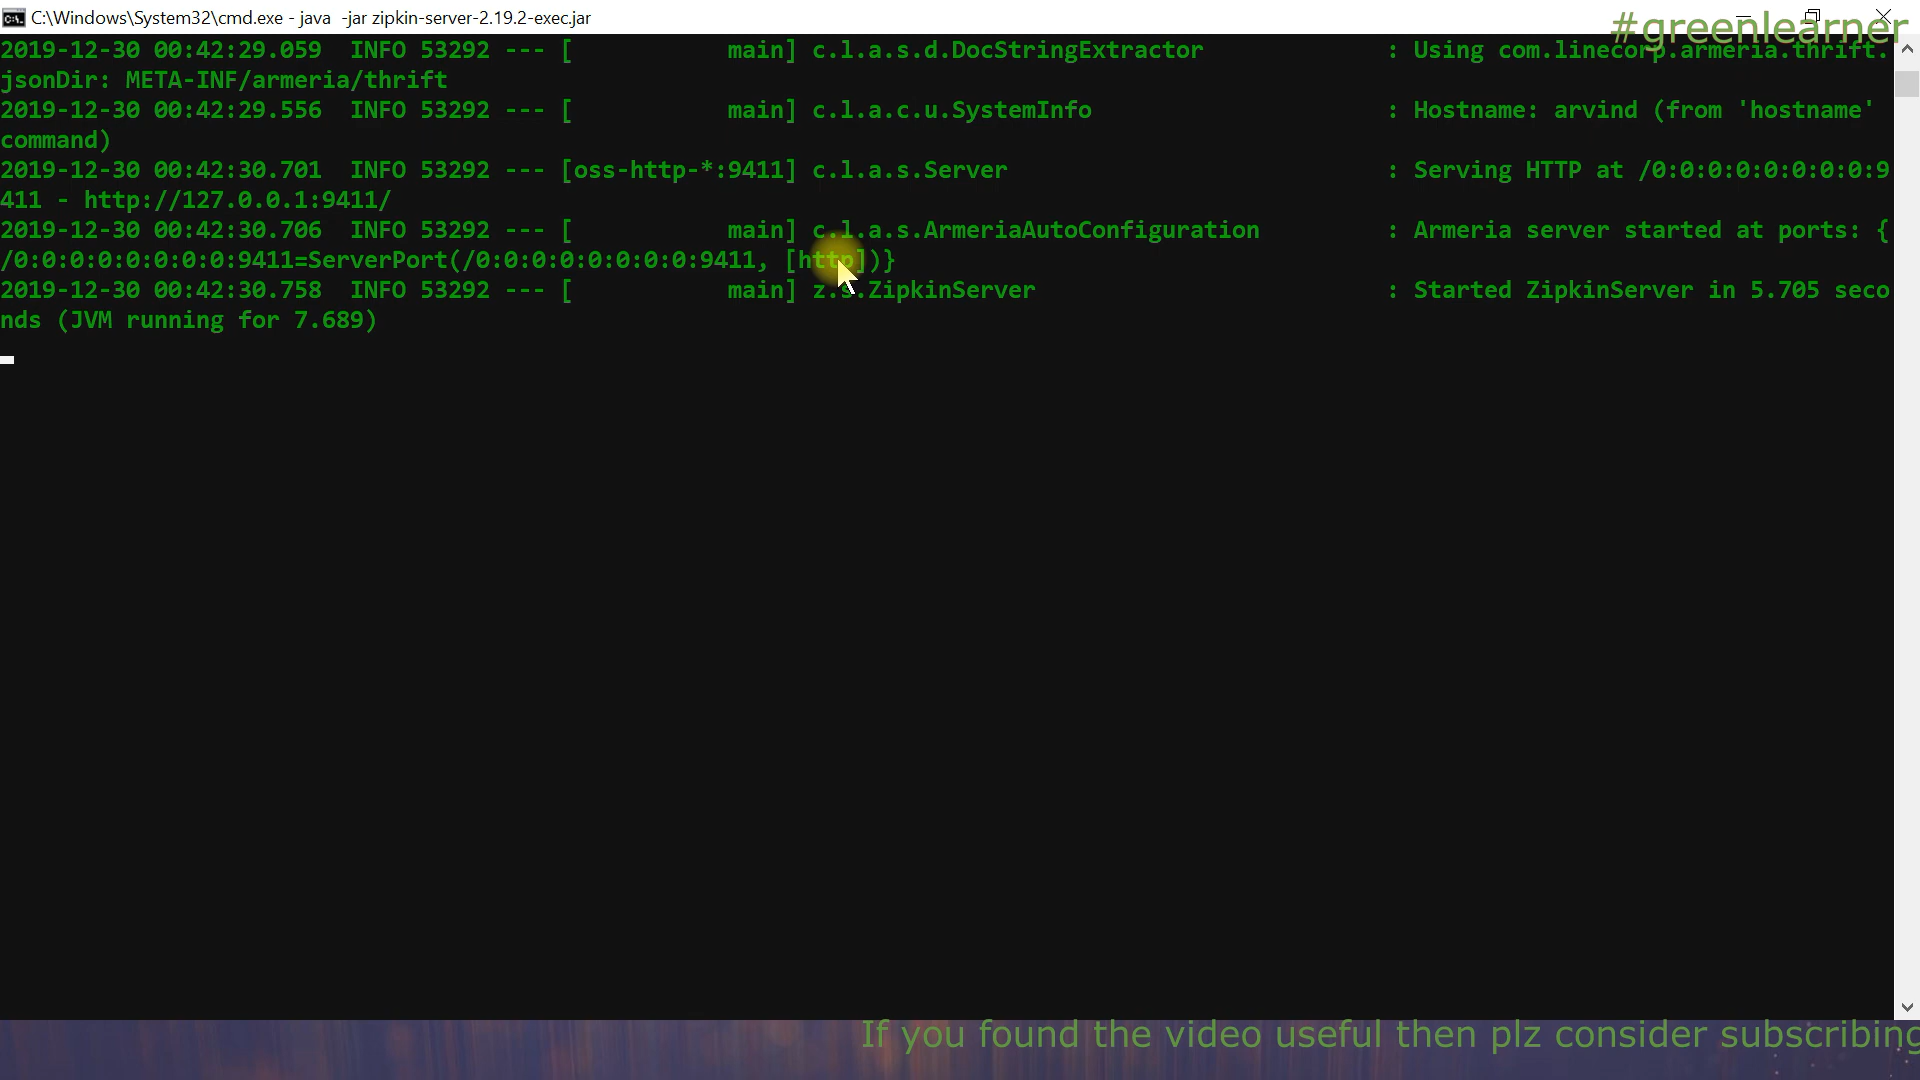 C:\Windows\System32\cmd.exe - java  -jar zipkin-server-2.19.2-exec.jar
#greenlearner
2019-12-30 00:42:29.059  INFO 53292 --- [           main] c.l.a.s.d.DocStringExtractor             : Using com.linecorp.armeria.thrift.
jsonDir: META-INF/armeria/thrift
2019-12-30 00:42:29.556  INFO 53292 --- [           main] c.l.a.c.u.SystemInfo                     : Hostname: arvind (from 'hostname'
command)
2019-12-30 00:42:30.701  INFO 53292 --- [oss-http-*:9411] c.l.a.s.Server                           : Serving HTTP at /0:0:0:0:0:0:0:0:9
411 - http://127.0.0.1:9411/
2019-12-30 00:42:30.706  INFO 53292 --- [           main] c.l.a.s.ArmeriaAutoConfiguration         : Armeria server started at ports: {
/0:0:0:0:0:0:0:0:9411=ServerPort(/0:0:0:0:0:0:0:0:9411, [http])}
2019-12-30 00:42:30.758  INFO 53292 --- [           main] z.s.ZipkinServer                         : Started ZipkinServer in 5.705 seco
nds (JVM running for 7.689)
If you found the video useful then plz consider subscribing